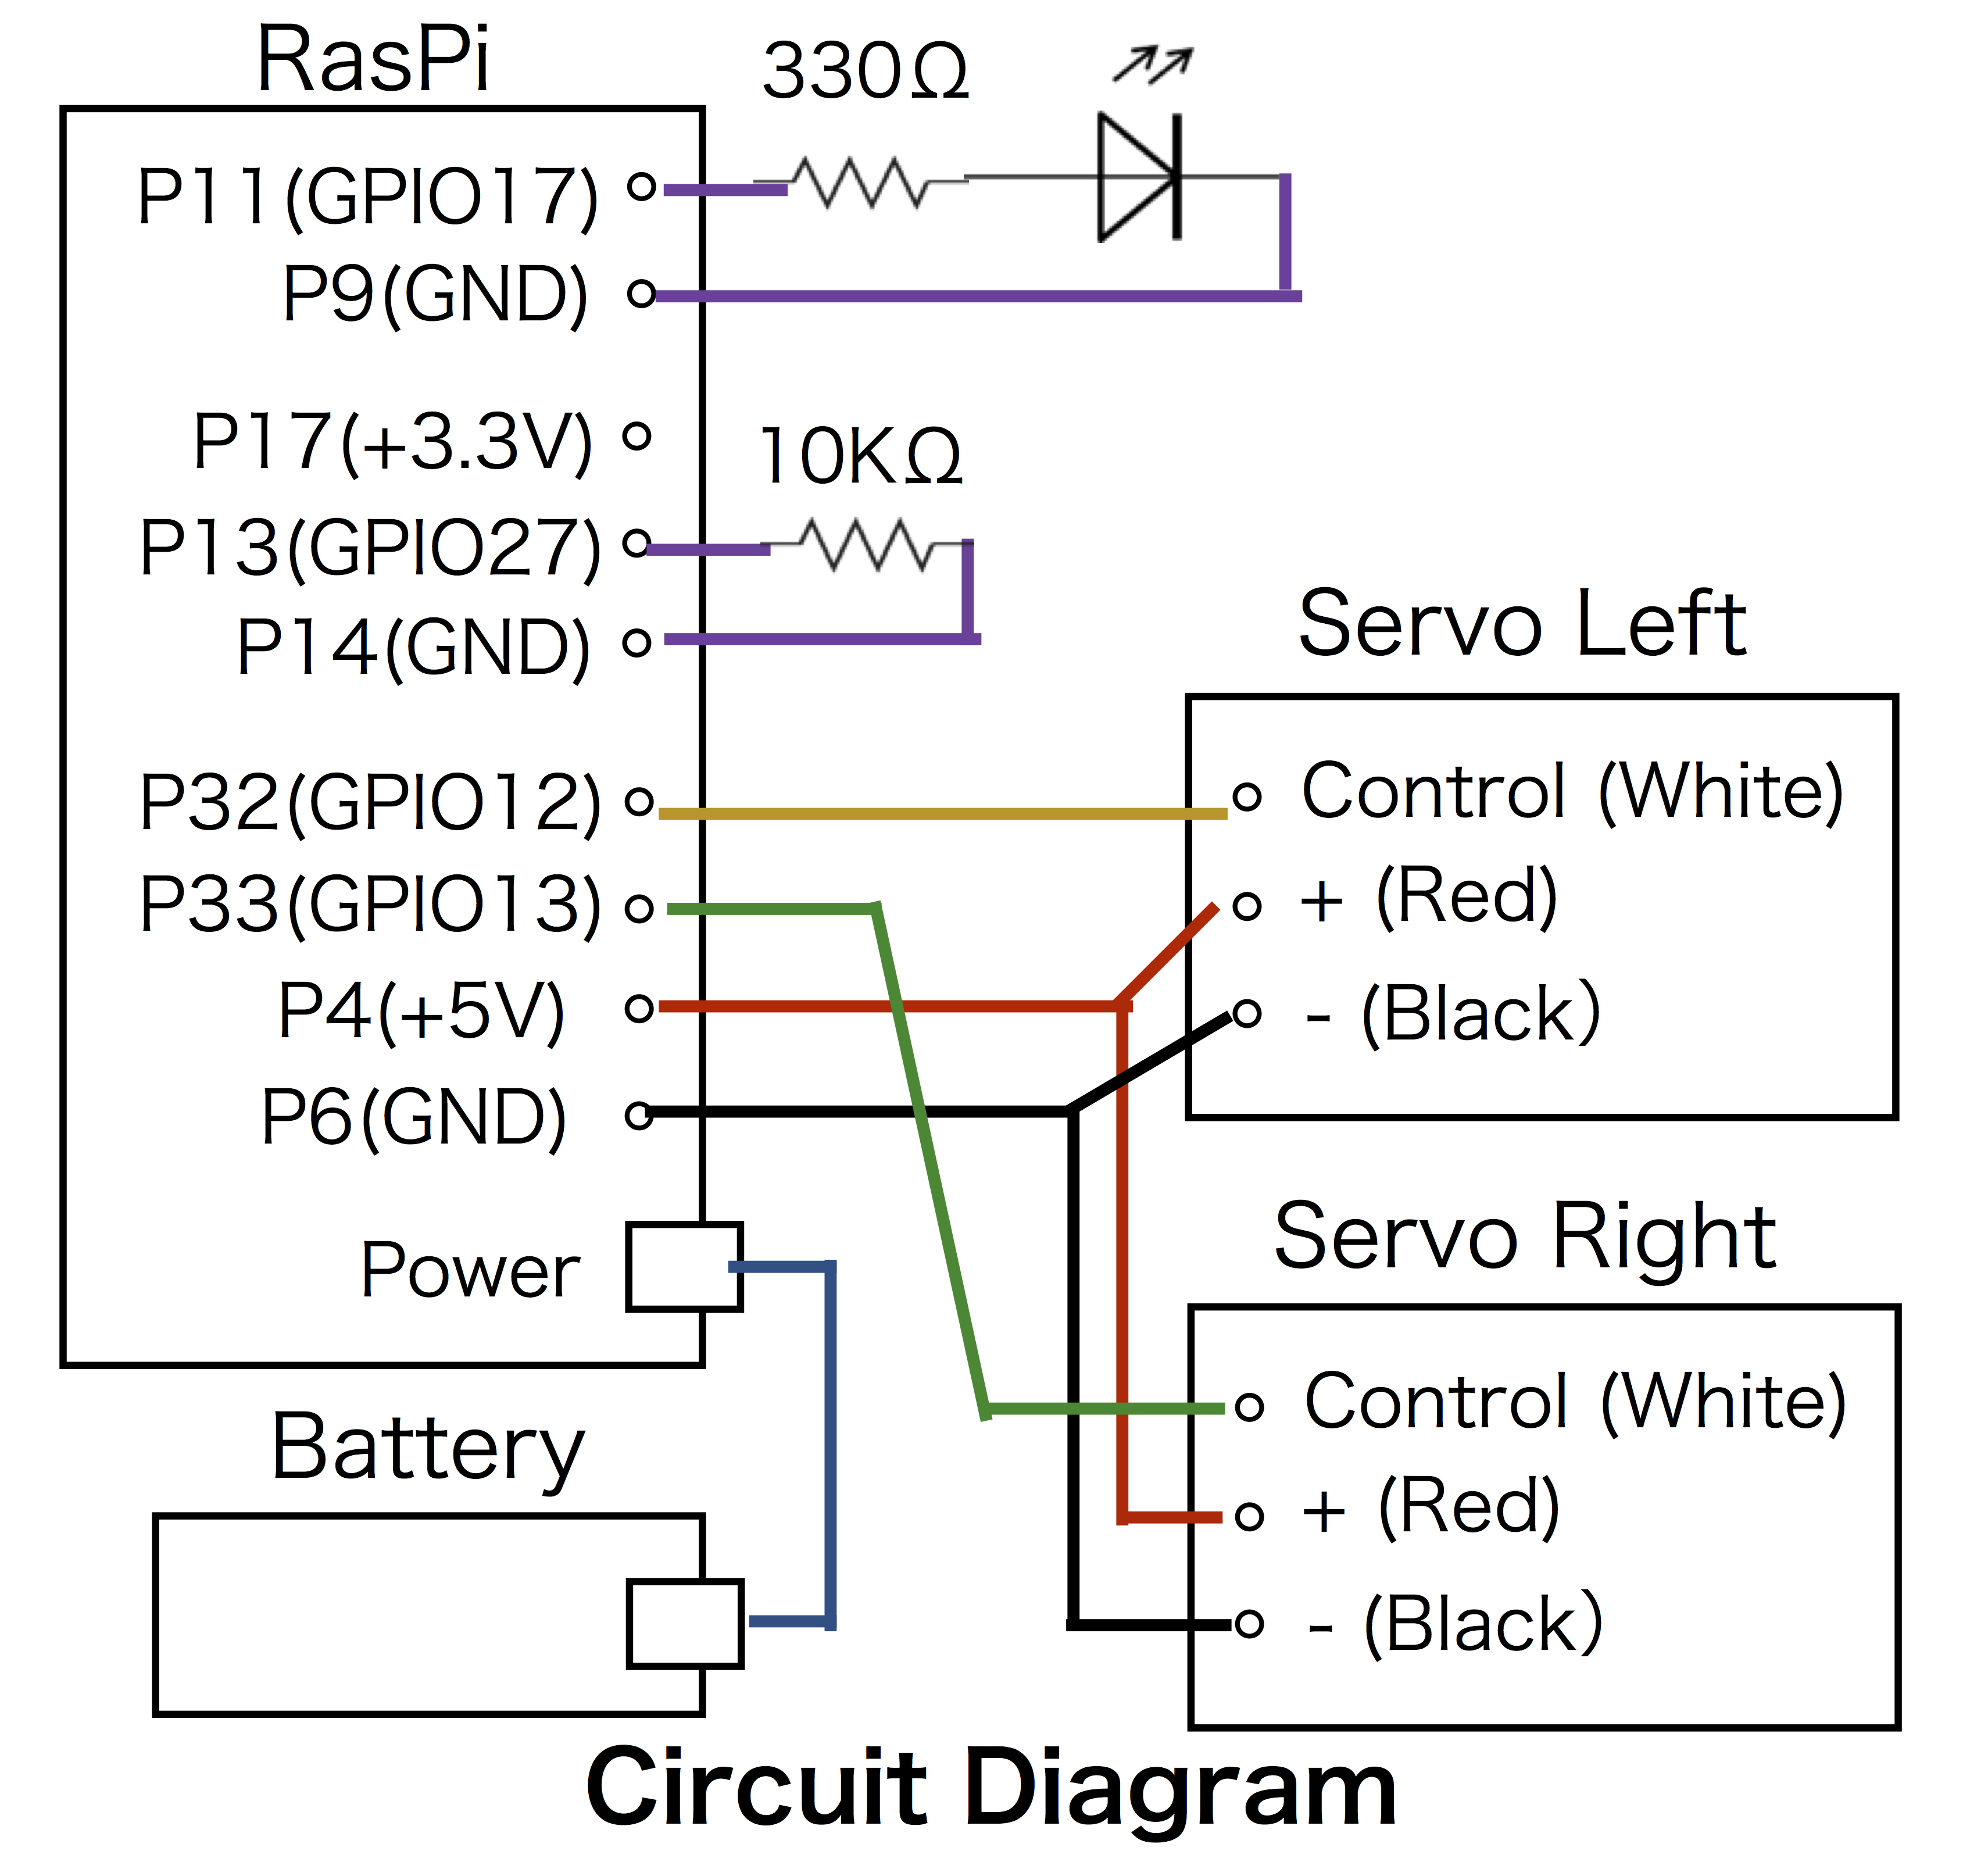 RasPi
330Ω
P11(GPIO17)
P9(GND)
P17(+3.3V)
10KΩ
P13(GPIO27)
P14(GND)
Servo Left
P32(GPIO12)
Control (White)
P33(GPIO13)
+ (Red)
P4(+5V)
- (Black）
P6(GND)
Servo Right
Power
Control (White)
Battery
+ (Red)
- (Black）
Circuit Diagram